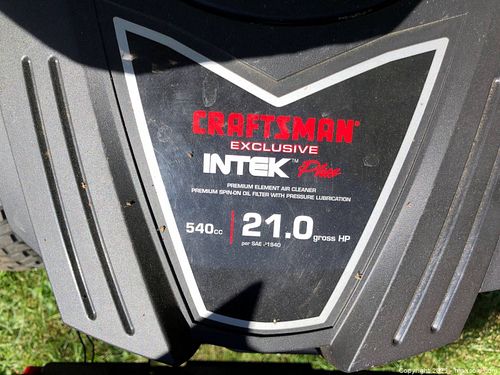 CRAFTSMAN®
EXCLUSIVE
INTEK™ Plus
PREMIUM ELEMENT AIR CLEANER
PREMIUM SPIN-ON OIL FILTER WITH PRESSURE LUBRICATION
540cc 21.0 gross HP
per SAE J1940